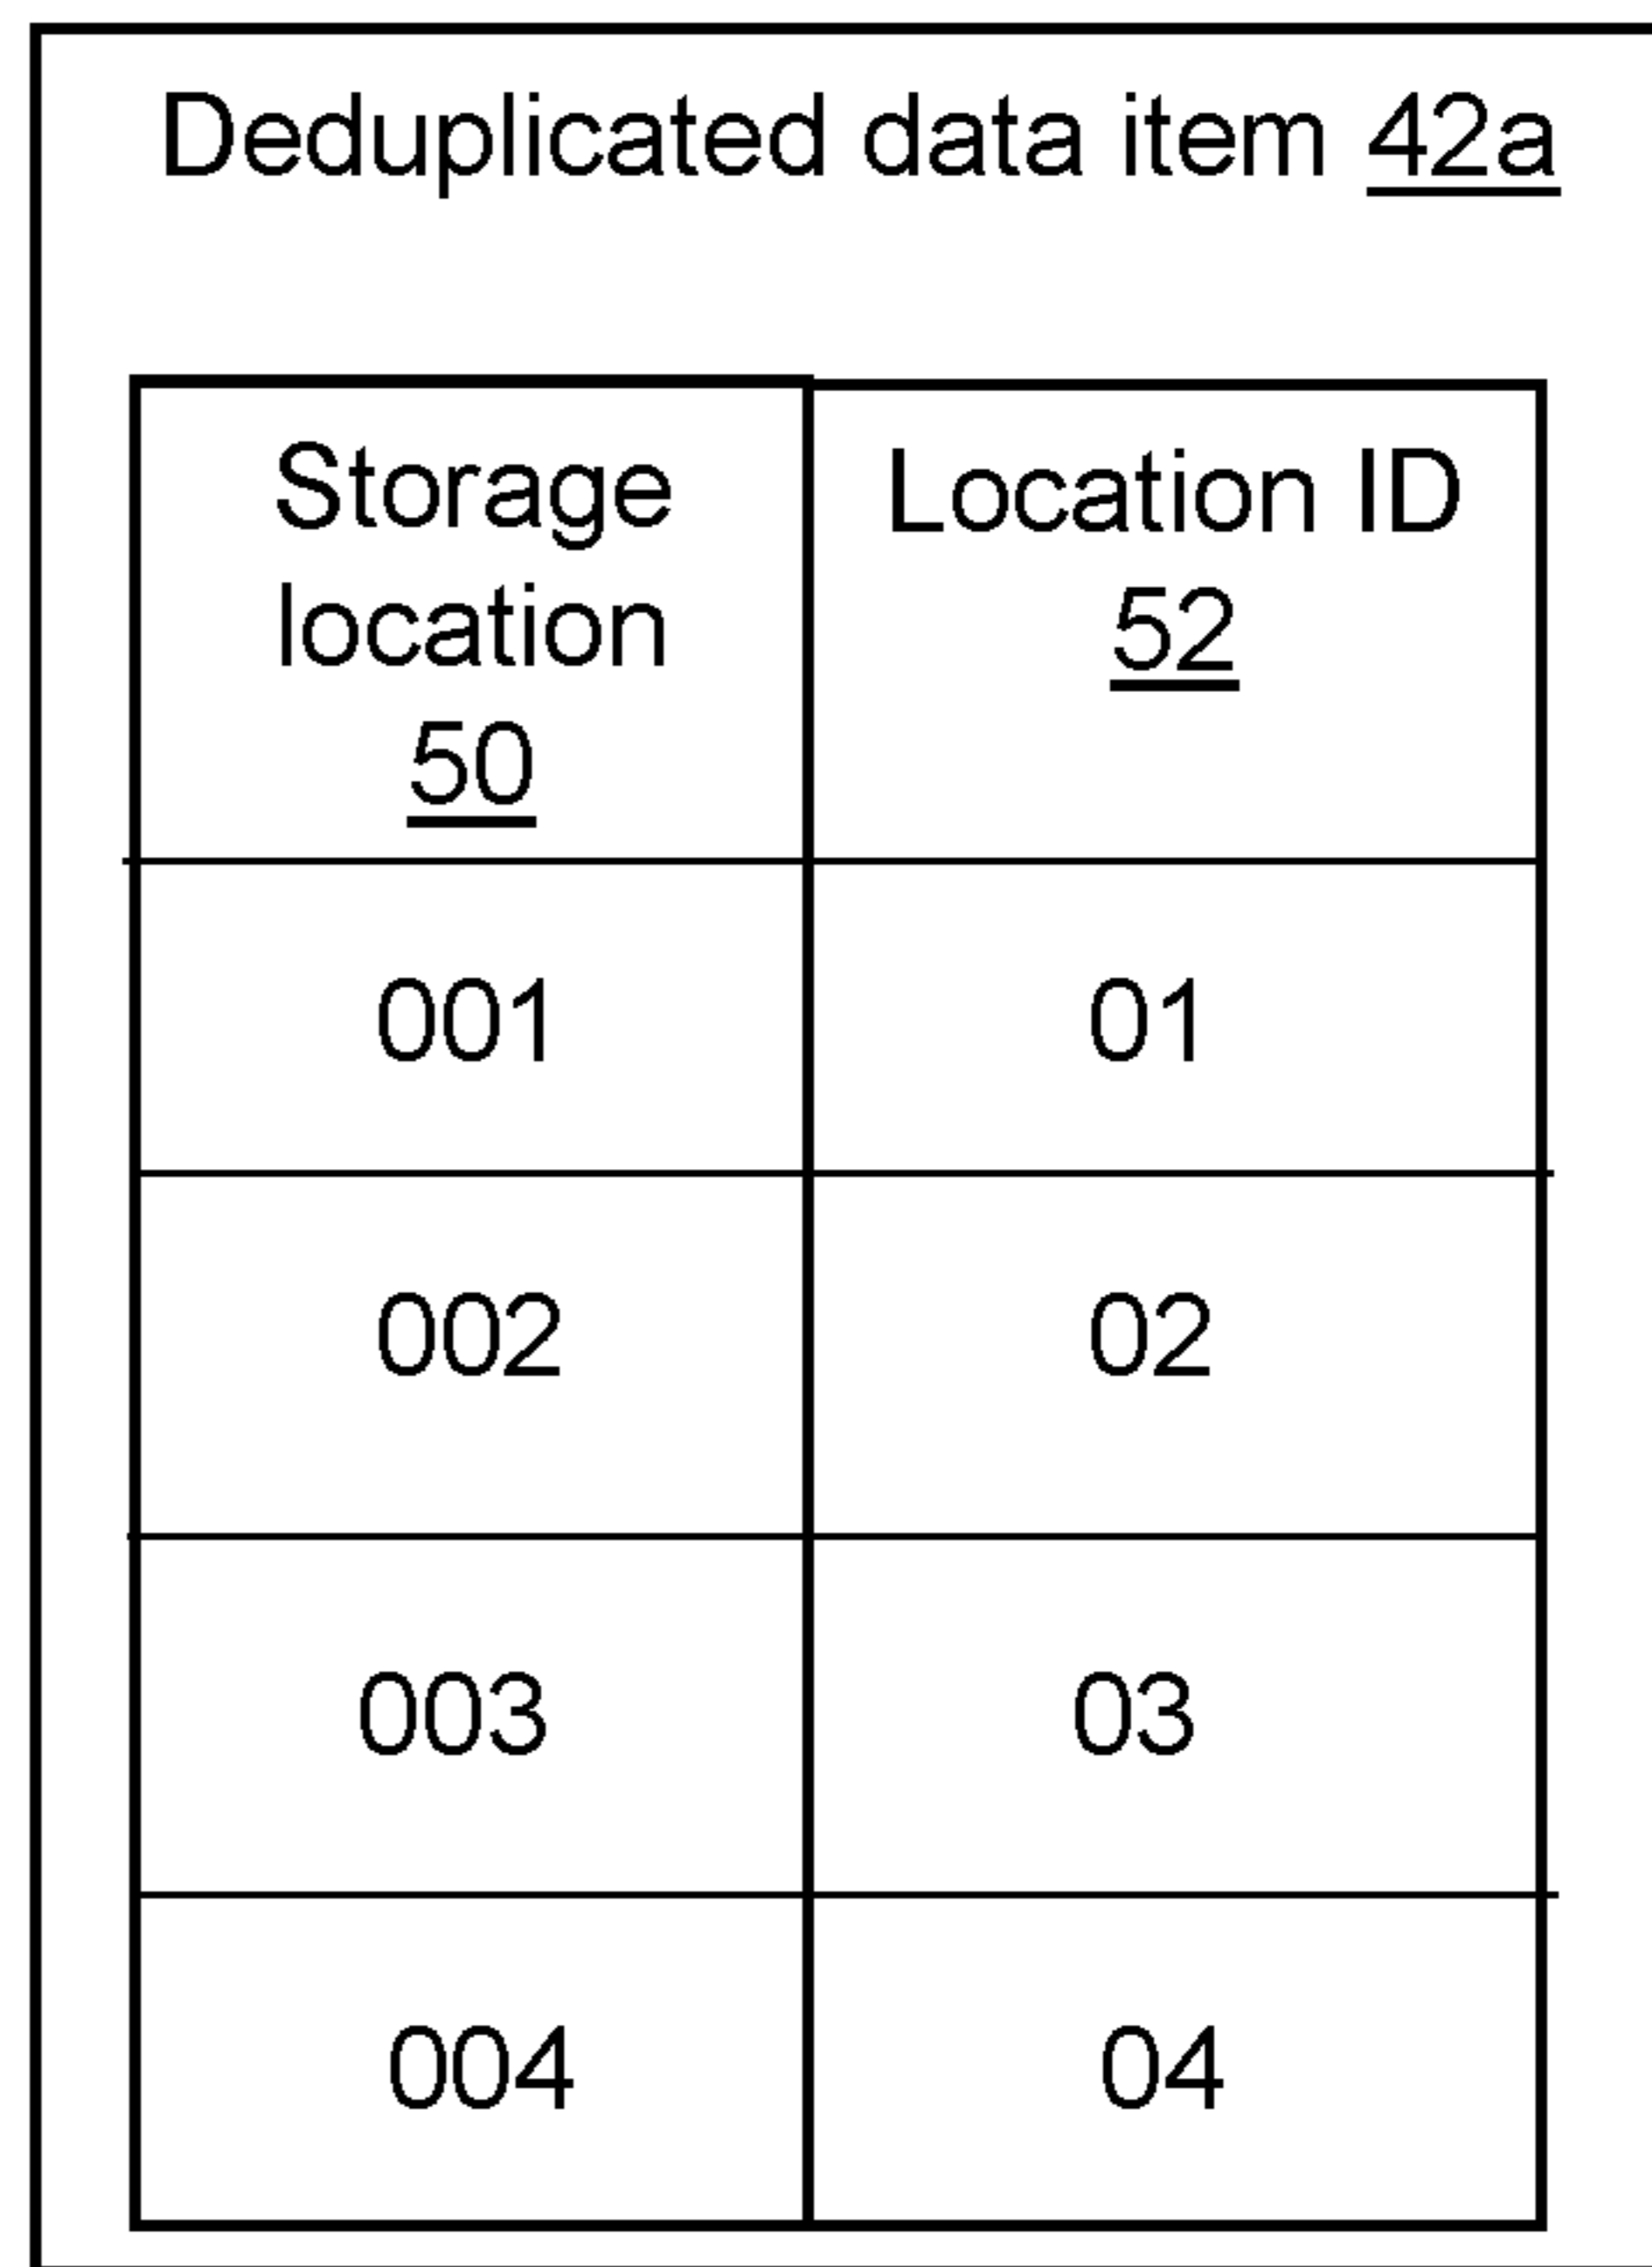 Deduplicated data item 42a
Storage location 50
Location ID 52
001 01
002 02
003 03
004 04